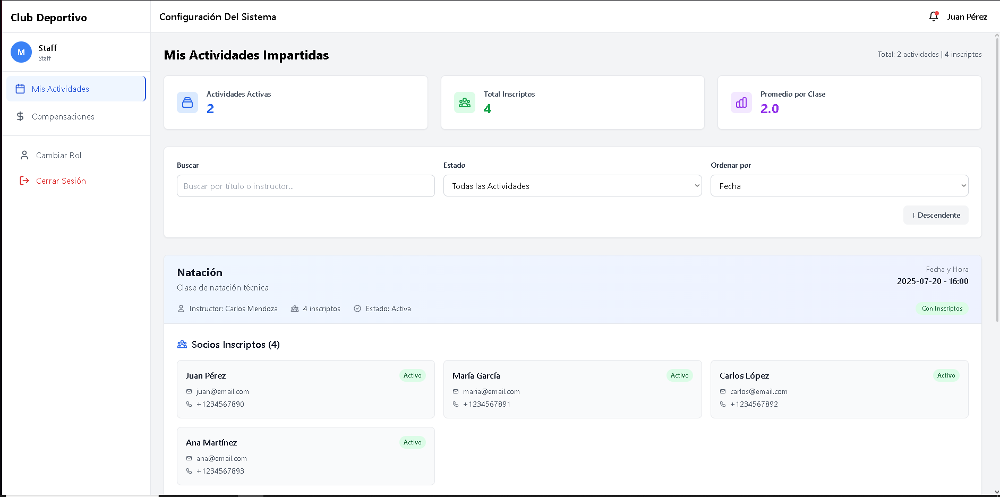 Club Deportivo
Configuración Del Sistema
Juan Pérez
M
Staff
Staff
Mis Actividades
Compensaciones
Cambiar Rol
Cerrar Sesión
Mis Actividades Impartidas
Total: 2 actividades | 4 inscriptos
Actividades Activas
2
Total Inscriptos
4
Promedio por Clase
2.0
Buscar
Buscar por título o instructor...
Estado
Todas las Actividades
Ordenar por
Fecha
↓ Descendente
Natación
Clase de natación técnica
Fecha y Hora
2025-07-20 - 16:00
Instructor: Carlos Mendoza
4 inscriptos
Estado: Activa
Con Inscriptos
Socios Inscriptos (4)
Juan Pérez
Activo
juan@email.com
+1234567890
María García
Activo
maria@email.com
+1234567891
Carlos López
Activo
carlos@email.com
+1234567892
Ana Martínez
Activo
ana@email.com
+1234567893